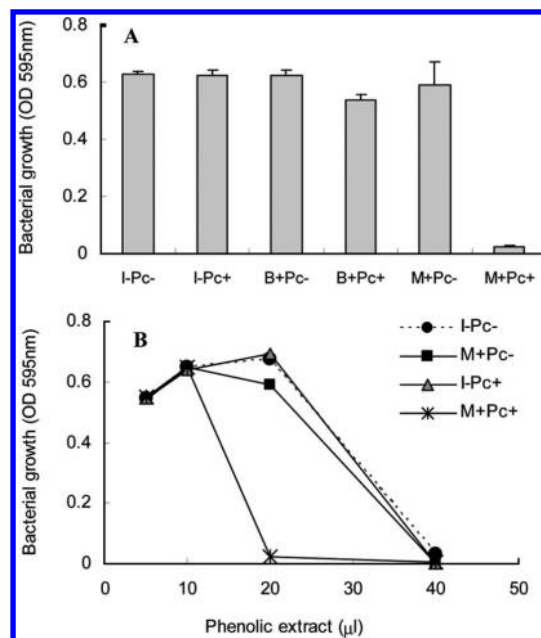 A
Bacterial growth (OD 595nm)
0.8
0.6
0.4
0.2
0
I-Pc-
I-Pc+
B+Pc-
B+Pc+
M+Pc-
M+Pc+
B
Bacterial growth (OD 595nm)
0.8
0.6
0.4
0.2
0
0
10
20
30
40
50
Phenolic extract (µl)
I-Pc-
M+Pc-
I-Pc+
M+Pc+